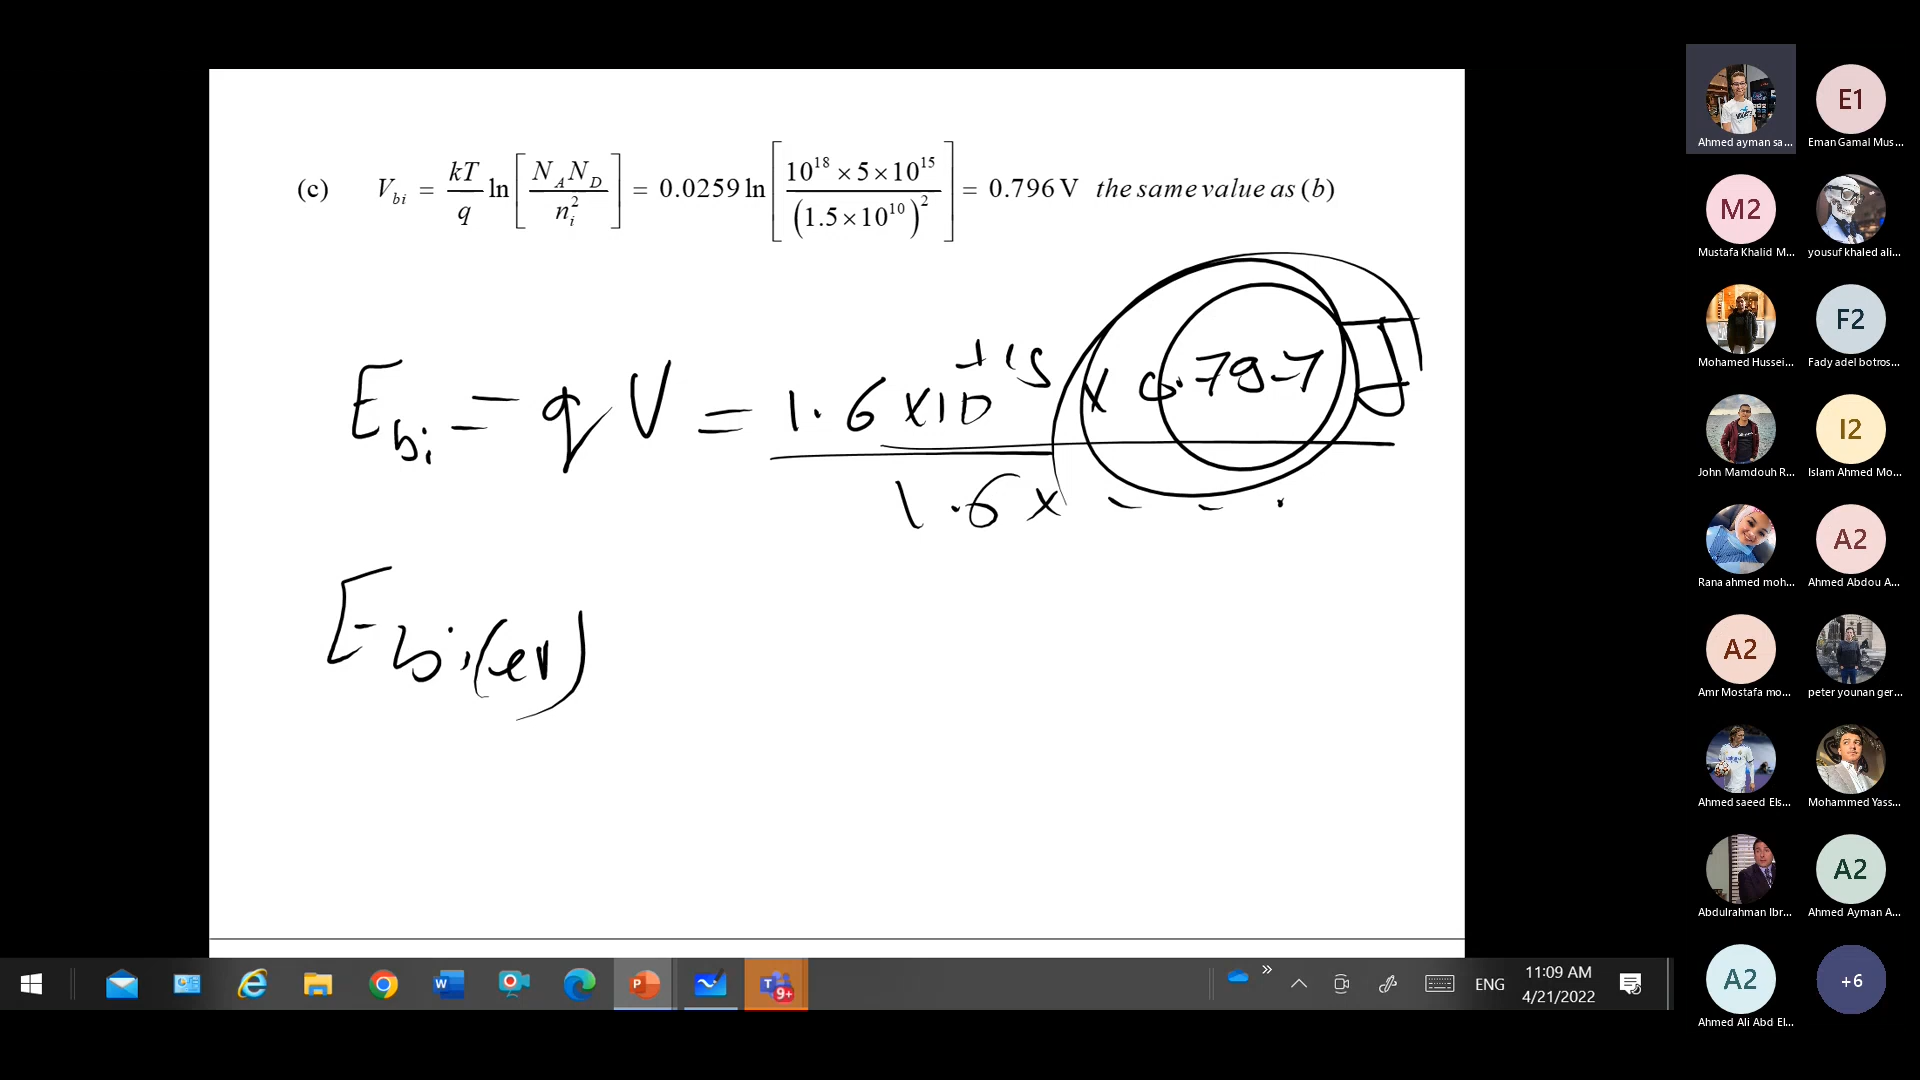 (c) V_bi = kT/q ln[N_A N_D / n_i^2] = 0.0259 ln[10^18 × 5 × 10^15 / (1.5 × 10^10)^2] = 0.796 V the same value as (b)
E_bi = qV = 1.6 × 10^-19 × 0.797 J
1.6 × - - .
E_bi(ev)
Ahmed ayman sa...
Eman Gamal Mus...
E1
Mustafa Khalid M...
M2
yousuf khaled ali...
Mohamed Hussei...
Fady adel botros...
F2
John Mamdouh R...
Islam Ahmed Mo...
I2
Rana ahmed moh...
Ahmed Abdou A...
A2
Amr Mostafa mo...
A2
peter younan ger...
Ahmed saeed Els...
Mohammed Yass...
Abdulrahman Ibr...
Ahmed Ayman A...
A2
Ahmed Ali Abd El...
A2
+6
9+
ENG
11:09 AM
4/21/2022